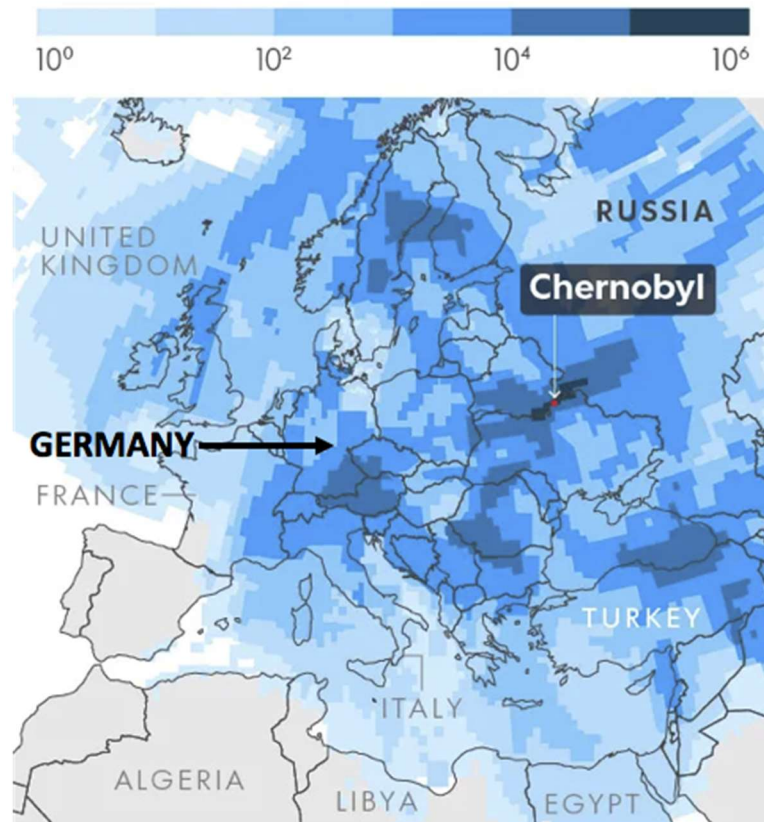 10⁰ 10² 10⁴ 10⁶
RUSSIA
UNITED
KINGDOM
Chernobyl
GERMANY
FRANCE
TURKEY
ITALY
ALGERIA
LIBYA
EGYPT